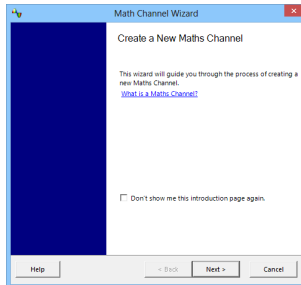 Math Channel Wizard
Create a New Maths Channel
This wizard will guide you through the process of creating a
new Maths Channel.
What is a Maths Channel?
Don't show me this introduction page again.
Help
< Back
Next >
Cancel